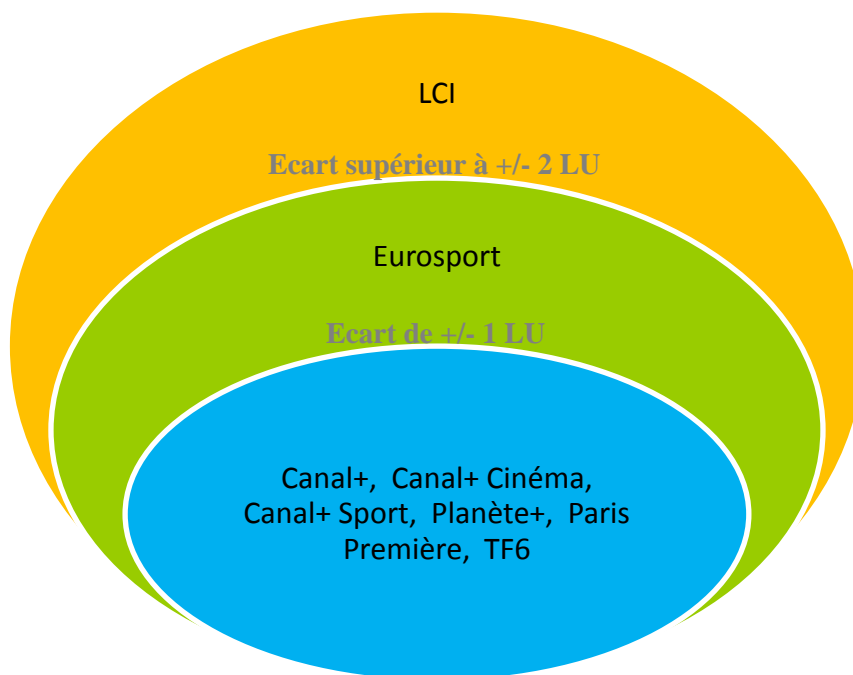 LCI
Ecart supérieur à +/- 2 LU
Eurosport
Ecart de +/- 1 LU
Canal+, Canal+ Cinéma,
Canal+ Sport, Planète+, Paris
Première, TF6